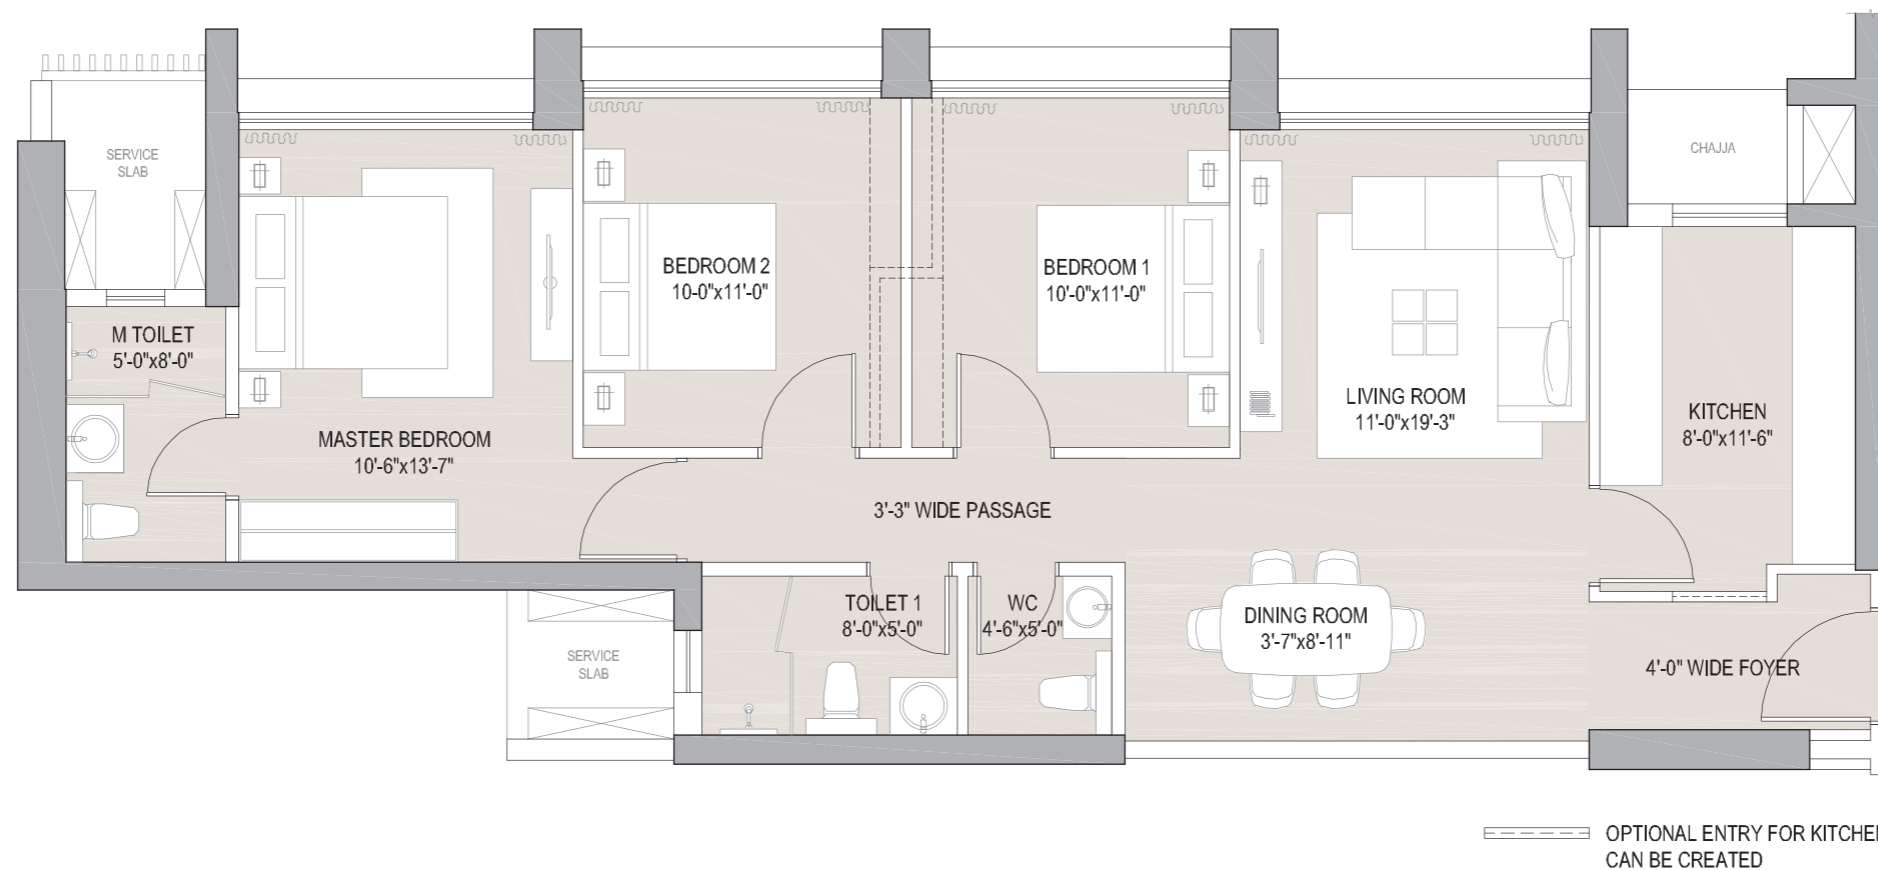 SERVICE
SLAB
CHAJJA
BEDROOM 2
10-0"x11'-0"
BEDROOM 1
10'-0"x11'-0"
M TOILET
5'-0"x8'-0"
LIVING ROOM
11'-0"x19'-3"
KITCHEN
8'-0"x11'-6"
MASTER BEDROOM
10'-6"x13'-7"
3'-3" WIDE PASSAGE
TOILET 1
8'-0"x5'-0"
WC
4'-6"x5'-0"
DINING ROOM
3'-7"x8'-11"
SERVICE
SLAB
4'-0" WIDE FOYER
OPTIONAL ENTRY FOR KITCHEN
CAN BE CREATED